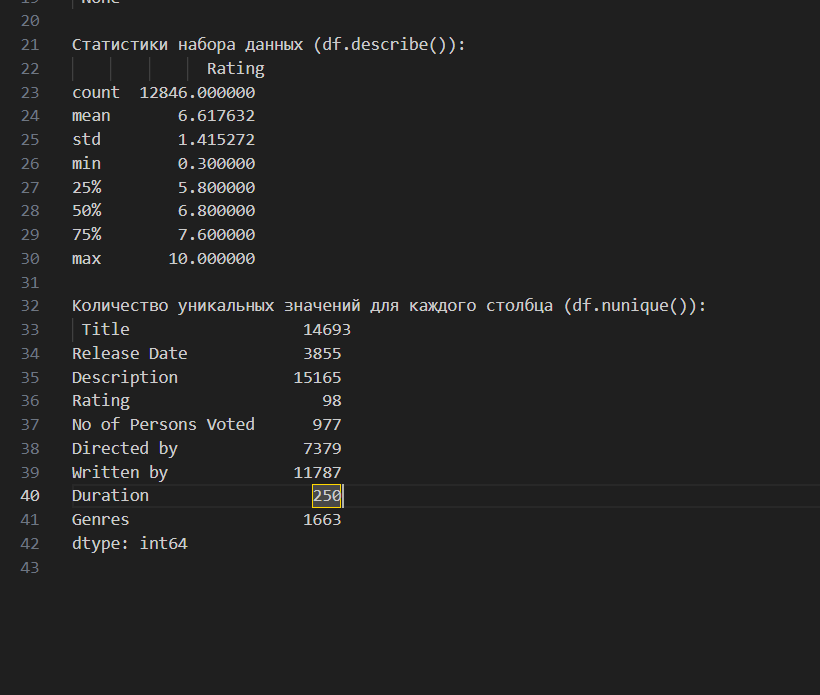 19 None
20
21 Статистики набора данных (df.describe()):
22 Rating
23 count 12846.000000
24 mean 6.617632
25 std 1.415272
26 min 0.300000
27 25% 5.800000
28 50% 6.800000
29 75% 7.600000
30 max 10.000000
31
32 Количество уникальных значений для каждого столбца (df.nunique()):
33 Title 14693
34 Release Date 3855
35 Description 15165
36 Rating 98
37 No of Persons Voted 977
38 Directed by 7379
39 Written by 11787
40 Duration 250
41 Genres 1663
42 dtype: int64
43